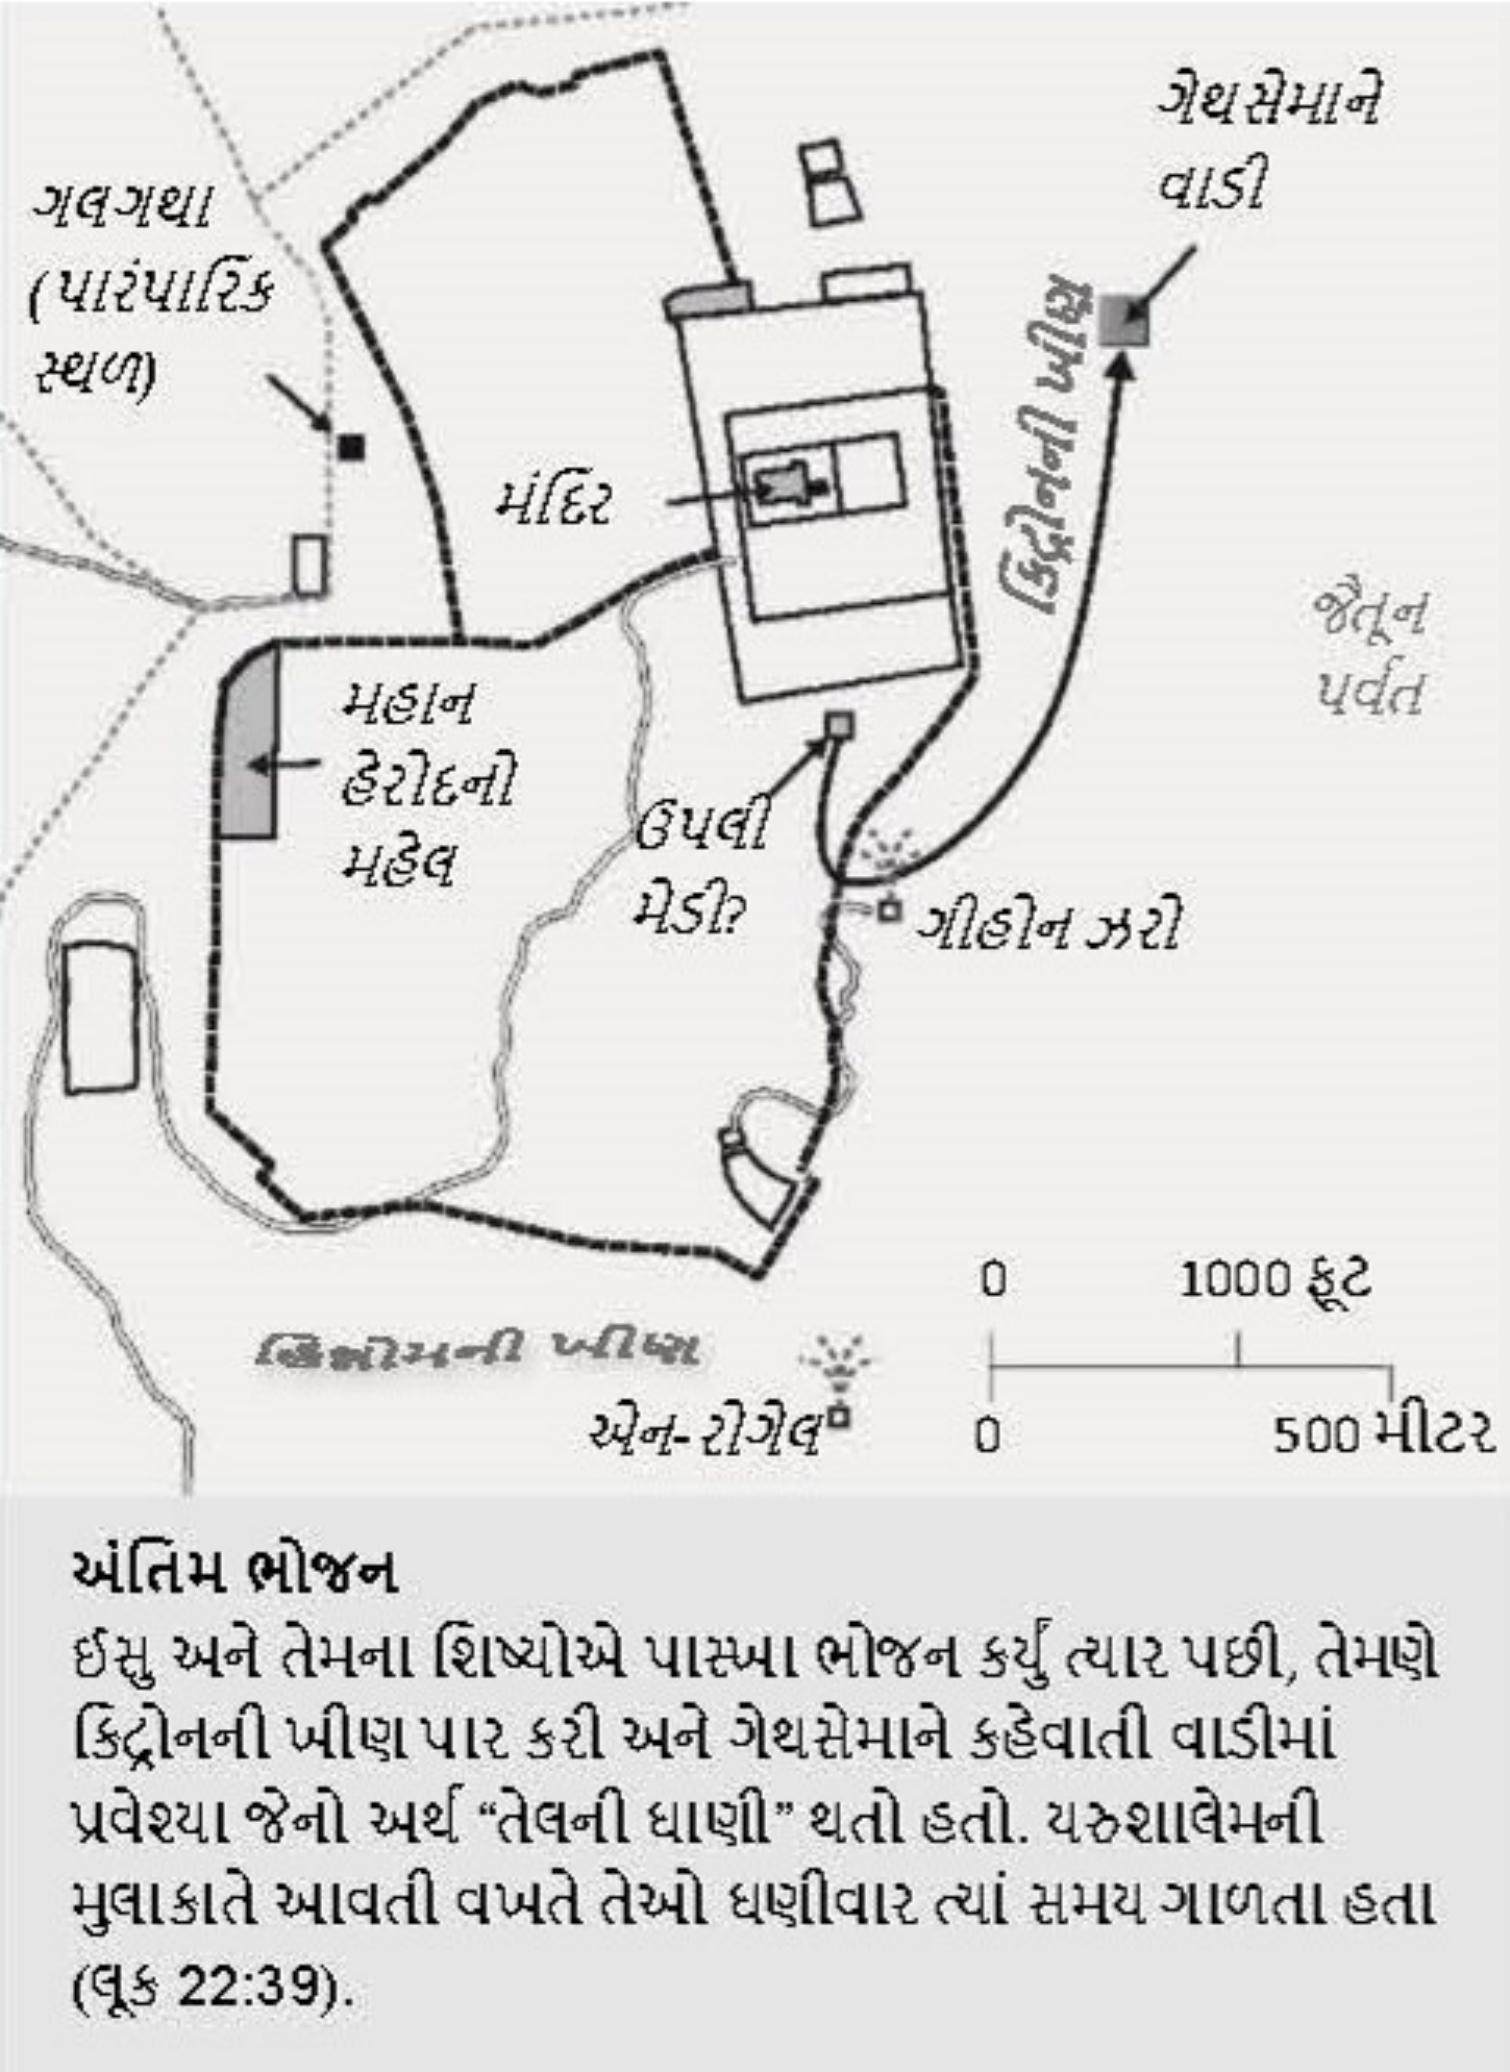 ગેથસેમાને
વાડી
ગલગથા
(પારંપારિક
સ્થળ)
કિદ્રોનની ખીણ
મંદિર
જૈતૂન
પર્વત
મહાન
હેરોદની
મહેલ
ઉપલી
મેડી?
ગીહોન ઝરો
0 1000 ફૂટ
હિન્નોમની ખીણ
એન-રોગેલ
0 500 મીટર
અંતિમ ભોજન
ઈસુ અને તેમના શિષ્યોએ પાસ્ખા ભોજન કર્યું ત્યાર પછી, તેમણે
કિદ્રોનની ખીણ પાર કરી અને ગેથસેમાને કહેવાતી વાડીમાં
પ્રવેશ્યા જેનો અર્થ “તેલની ઘાણી” થતો હતો. યરુશાલેમની
મુલાકાતે આવતી વખતે તેઓ ઘણીવાર ત્યાં સમય ગાળતા હતા
(લૂક 22:39).